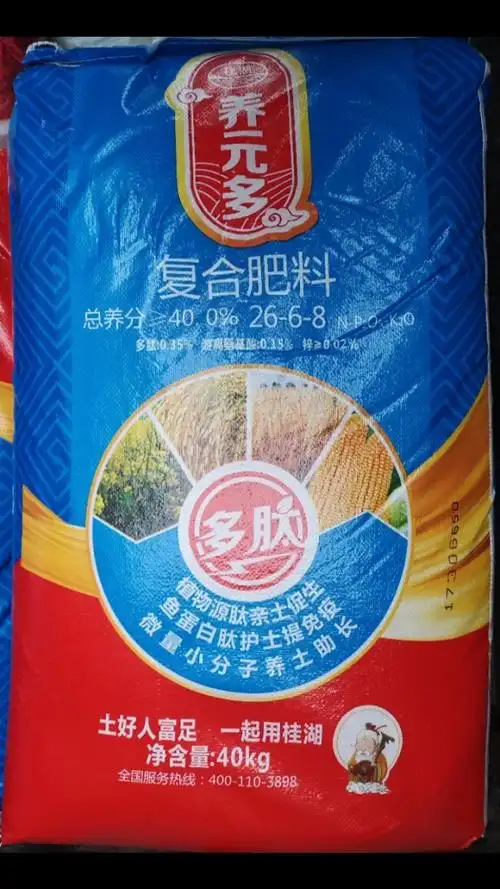 养元多
复合肥料
总养分≥40.0% 26-6-8 N-P₂O₅-K₂O
多肽:0.35% 游离氨基酸:0.15% 锌≥0.02%
多肽
植物源肽亲土促生
鱼蛋白肽护土提免疫
微量小分子养土助长
17306650
土好人富足 一起用桂湖
净含量:40kg
全国服务热线:400-110-3898